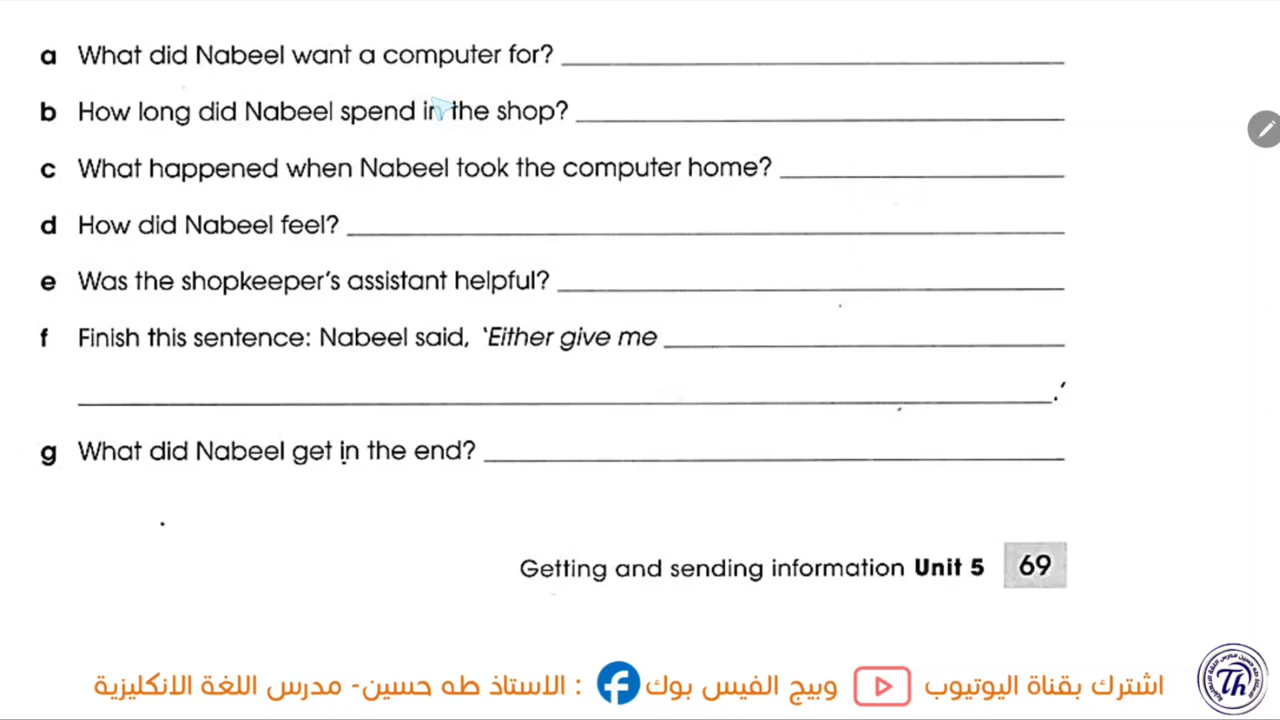 a What did Nabeel want a computer for?
b How long did Nabeel spend in the shop?
c What happened when Nabeel took the computer home?
d How did Nabeel feel?
e Was the shopkeeper's assistant helpful?
f Finish this sentence: Nabeel said, 'Either give me
.'
g What did Nabeel get in the end?
Getting and sending information Unit 5 69
اشترك بقناة اليوتيوب وبيج الفيس بوك : الاستاذ طه حسين- مدرس اللغة الانكليزية
Th